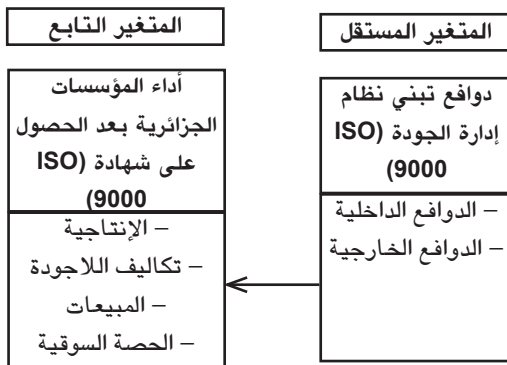 المتغير المستقل
دوافع تبني نظام
إدارة الجودة (ISO
9000)
– الدوافع الداخلية
– الدوافع الخارجية
المتغير التابع
أداء المؤسسات
الجزائرية بعد الحصول
على شهادة (ISO
9000)
– الإنتاجية
– تكاليف اللاجودة
– المبيعات
– الحصة السوقية